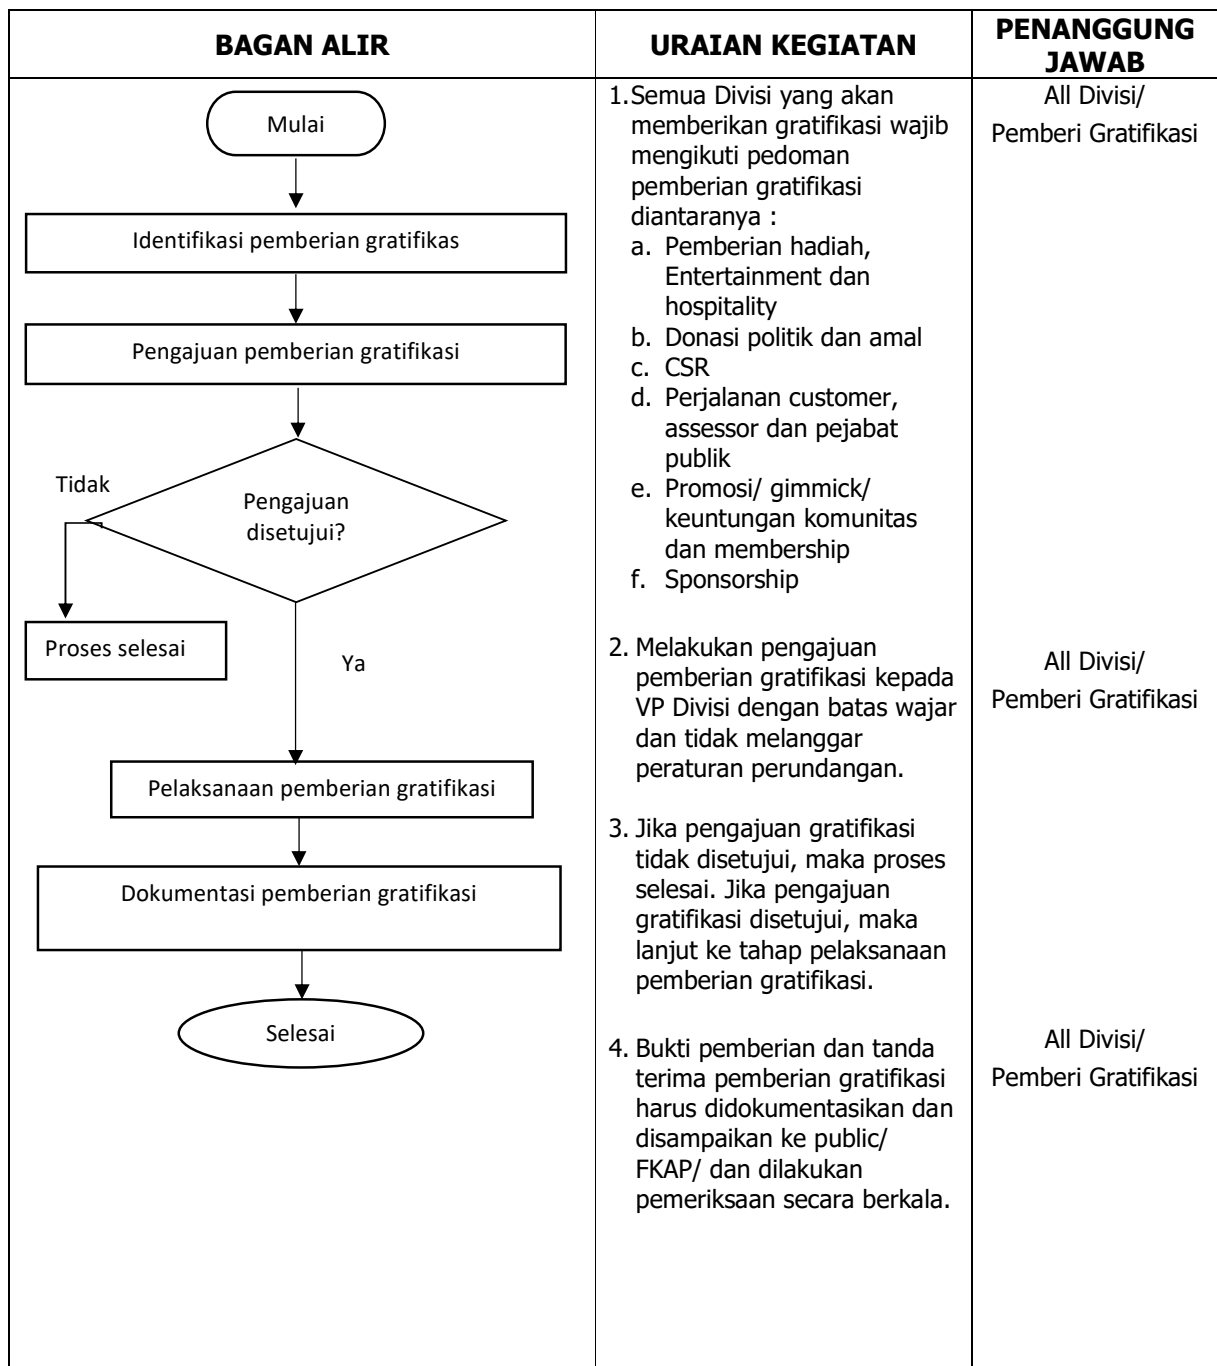 BAGAN ALIR
URAIAN KEGIATAN
PENANGGUNG
JAWAB
Mulai
Identifikasi pemberian gratifikas
Pengajuan pemberian gratifikasi
Tidak
Pengajuan
disetujui?
Proses selesai
Ya
Pelaksanaan pemberian gratifikasi
Dokumentasi pemberian gratifikasi
Selesai
1.Semua Divisi yang akan
memberikan gratifikasi wajib
mengikuti pedoman
pemberian gratifikasi
diantaranya :
a. Pemberian hadiah,
Entertainment dan
hospitality
b. Donasi politik dan amal
c. CSR
d. Perjalanan customer,
assessor dan pejabat
publik
e. Promosi/ gimmick/
keuntungan komunitas
dan membership
f. Sponsorship
2. Melakukan pengajuan
pemberian gratifikasi kepada
VP Divisi dengan batas wajar
dan tidak melanggar
peraturan perundangan.
3. Jika pengajuan gratifikasi
tidak disetujui, maka proses
selesai. Jika pengajuan
gratifikasi disetujui, maka
lanjut ke tahap pelaksanaan
pemberian gratifikasi.
4. Bukti pemberian dan tanda
terima pemberian gratifikasi
harus didokumentasikan dan
disampaikan ke public/
FKAP/ dan dilakukan
pemeriksaan secara berkala.
All Divisi/
Pemberi Gratifikasi
All Divisi/
Pemberi Gratifikasi
All Divisi/
Pemberi Gratifikasi